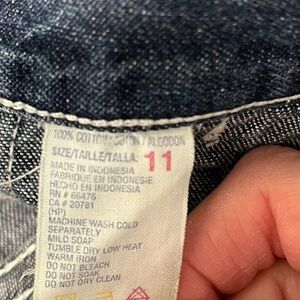 100% COTTON / COTON / ALGODON
SIZE/TAILLE/TALLA: 11
MADE IN INDONESIA
FABRIQUE EN INDONESIE
HECHO EN INDONESIA
RN # 66476
CA # 20781
(HP)
MACHINE WASH COLD
SEPARATELY
MILD SOAP
TUMBLE DRY LOW HEAT
WARM IRON
DO NOT BLEACH
DO NOT SOAK
DO NOT DRY CLEAN